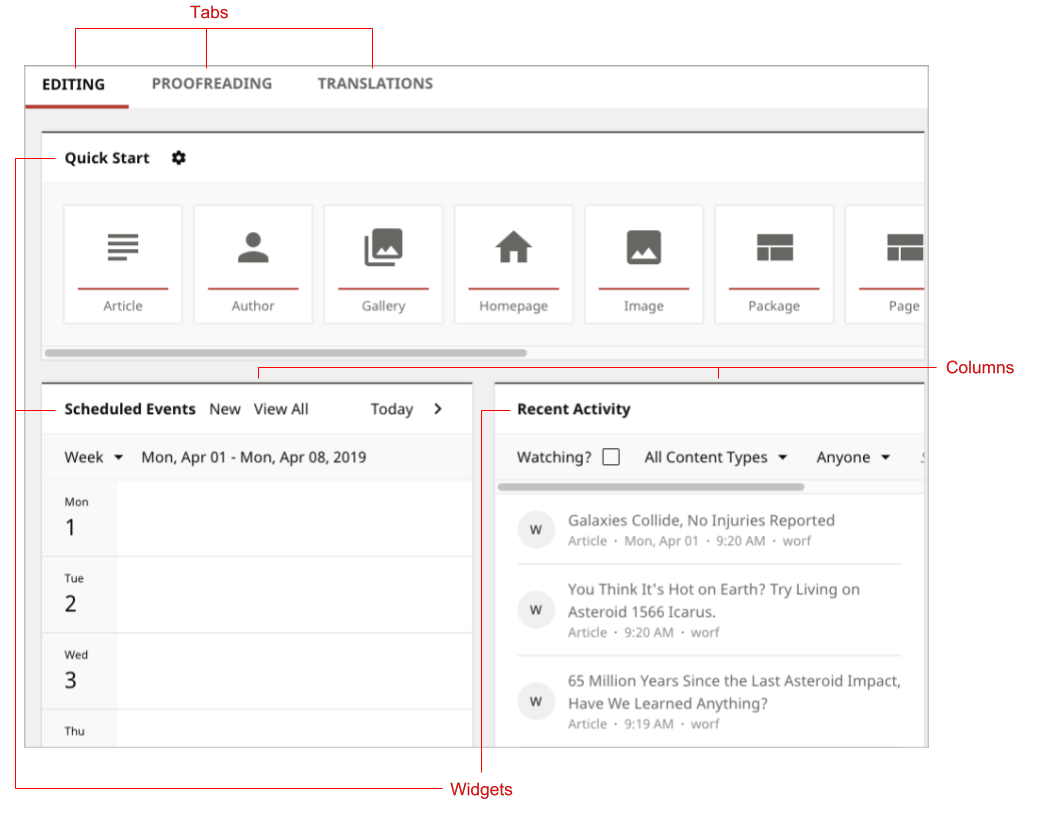 Tabs
EDITING PROOFREADING TRANSLATIONS
Quick Start
Article Author Gallery Homepage Image Package Page
Columns
Scheduled Events New View All Today
Week Mon, Apr 01 - Mon, Apr 08, 2019
Mon
1
Tue
2
Wed
3
Thu
Recent Activity
Watching? All Content Types Anyone
W
Galaxies Collide, No Injuries Reported
Article · Mon, Apr 01 · 9:20 AM · worf
W
You Think It's Hot on Earth? Try Living on
Asteroid 1566 Icarus.
Article · 9:20 AM · worf
W
65 Million Years Since the Last Asteroid Impact,
Have We Learned Anything?
Article · 9:19 AM · worf
Widgets